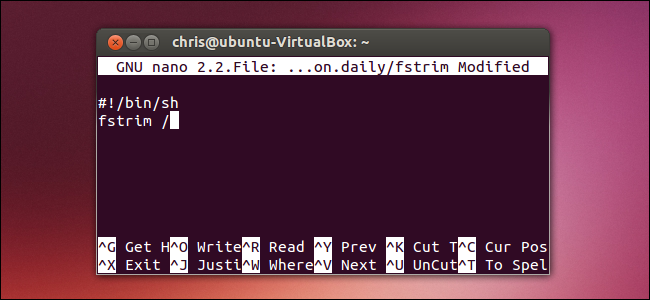 chris@ubuntu-VirtualBox: ~
GNU nano 2.2.File: ...on.daily/fstrim Modified
#!/bin/sh
fstrim /
^G Get H^O Write^R Read ^Y Prev ^K Cut T^C Cur Pos
^X Exit ^J Justi^W Where^V Next ^U UnCut^T To Spel